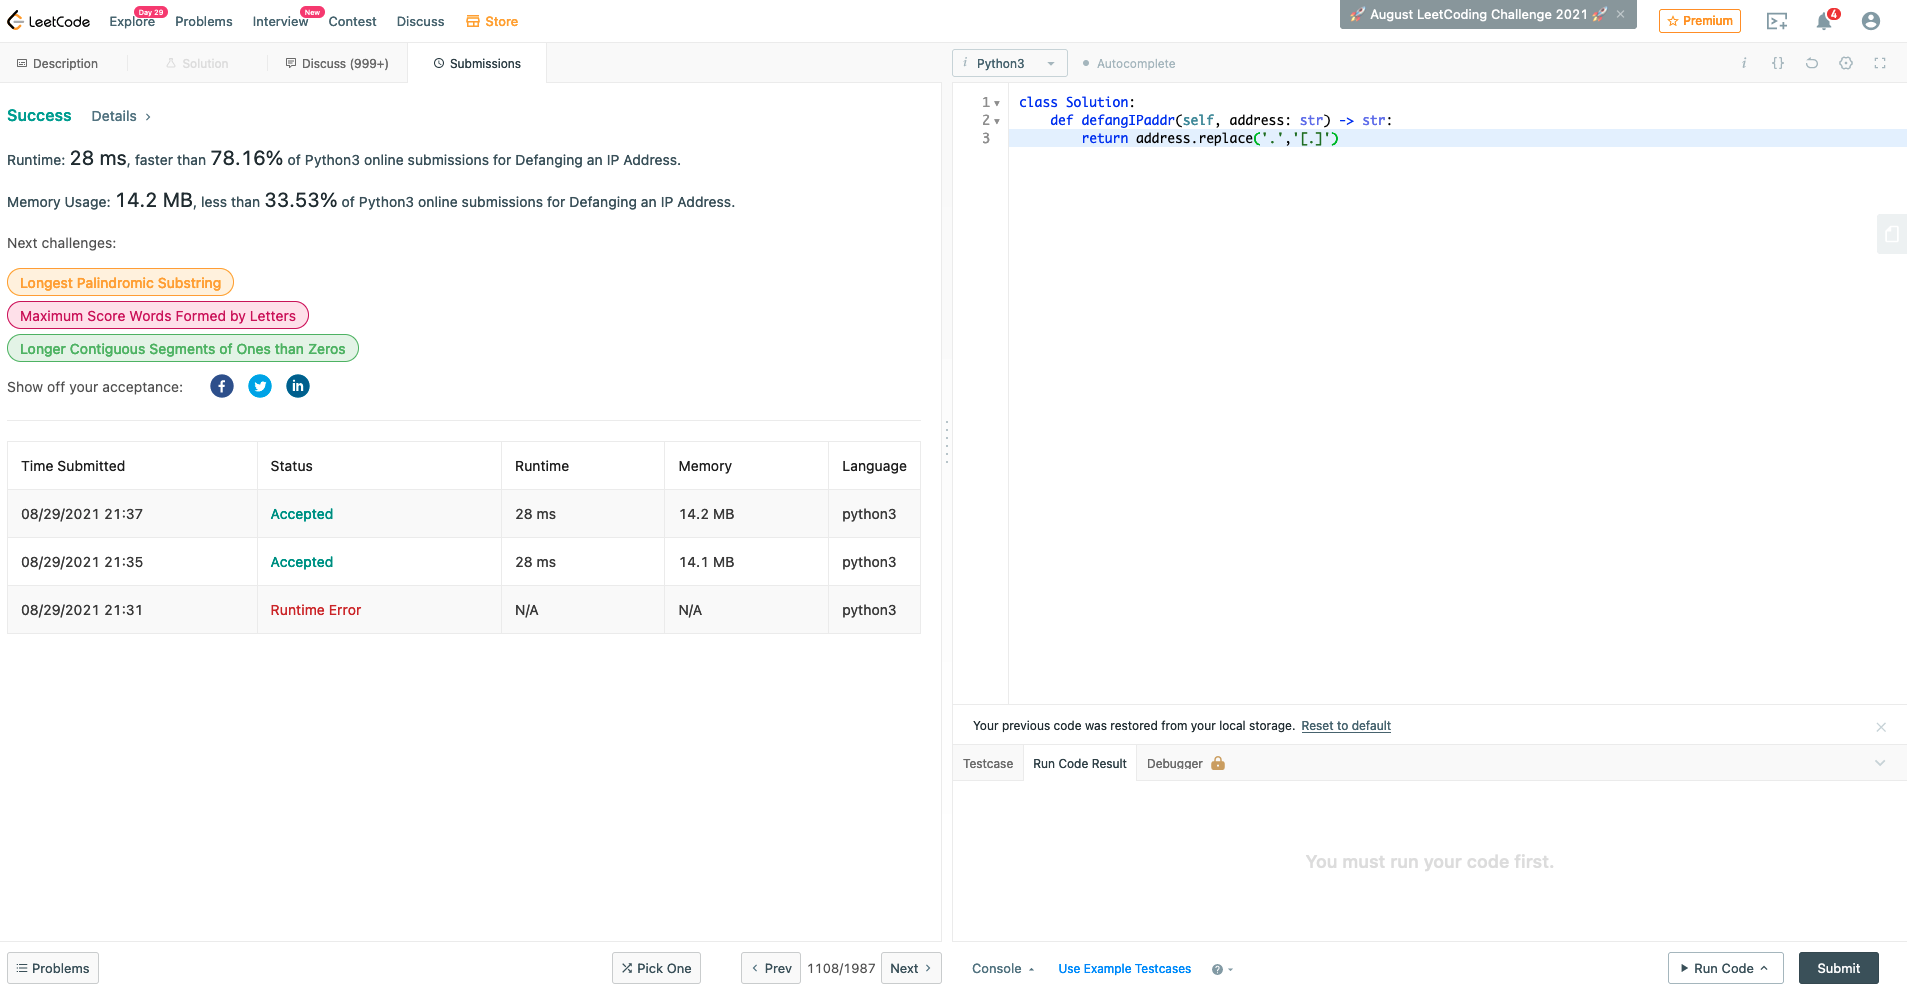 LeetCode Explore Day 29 Problems Interview New Contest Discuss Store 🚀 August LeetCoding Challenge 2021 🚀 × Premium 4
Description Solution Discuss (999+) Submissions
i Python3 Autocomplete i {}
Success Details >
Runtime: 28 ms, faster than 78.16% of Python3 online submissions for Defanging an IP Address.
Memory Usage: 14.2 MB, less than 33.53% of Python3 online submissions for Defanging an IP Address.
Next challenges:
Longest Palindromic Substring
Maximum Score Words Formed by Letters
Longer Contiguous Segments of Ones than Zeros
Show off your acceptance: f in
Time Submitted Status Runtime Memory Language
08/29/2021 21:37 Accepted 28 ms 14.2 MB python3
08/29/2021 21:35 Accepted 28 ms 14.1 MB python3
08/29/2021 21:31 Runtime Error N/A N/A python3
1 class Solution:
2 def defangIPaddr(self, address: str) -> str:
3 return address.replace('.','[.]')
Your previous code was restored from your local storage. Reset to default
Testcase Run Code Result Debugger
You must run your code first.
Problems Pick One < Prev 1108/1987 Next > Console Use Example Testcases ? Run Code Submit